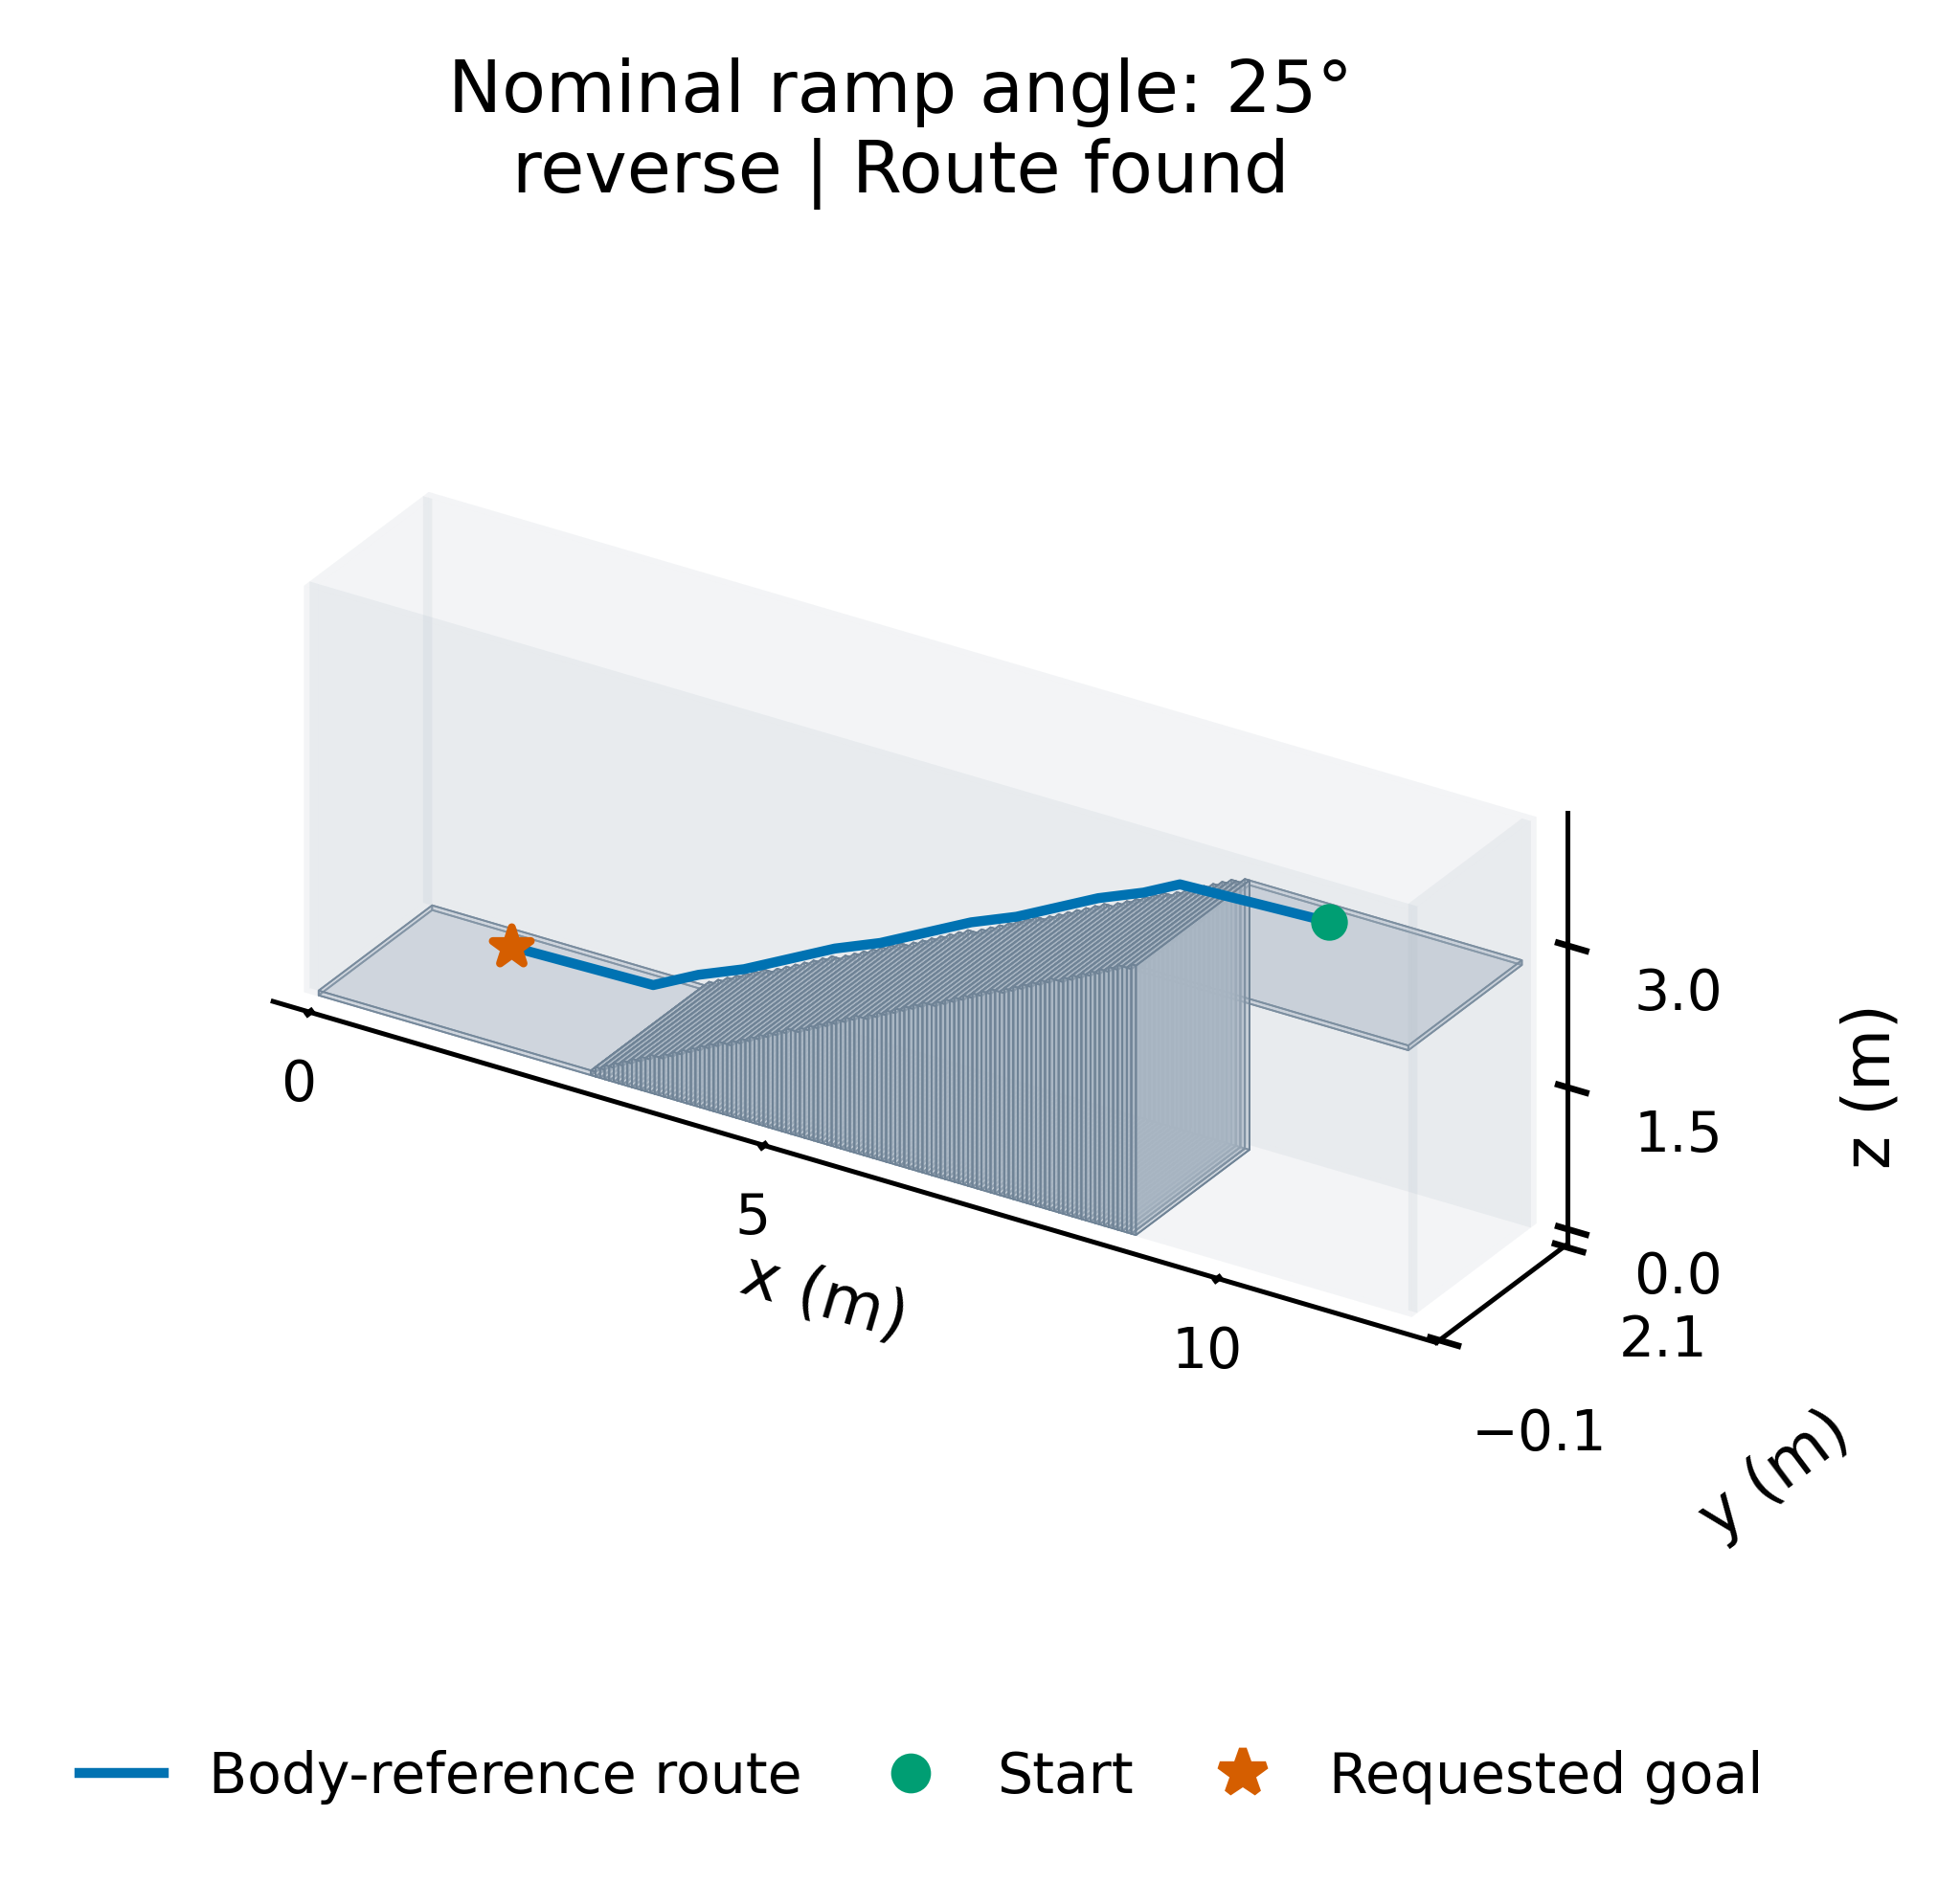 Nominal ramp angle: 25°
reverse | Route found
0
5
10
x (m)
3.0
1.5
0.0
z (m)
2.1
−0.1
y (m)
Body-reference route
Start
Requested goal